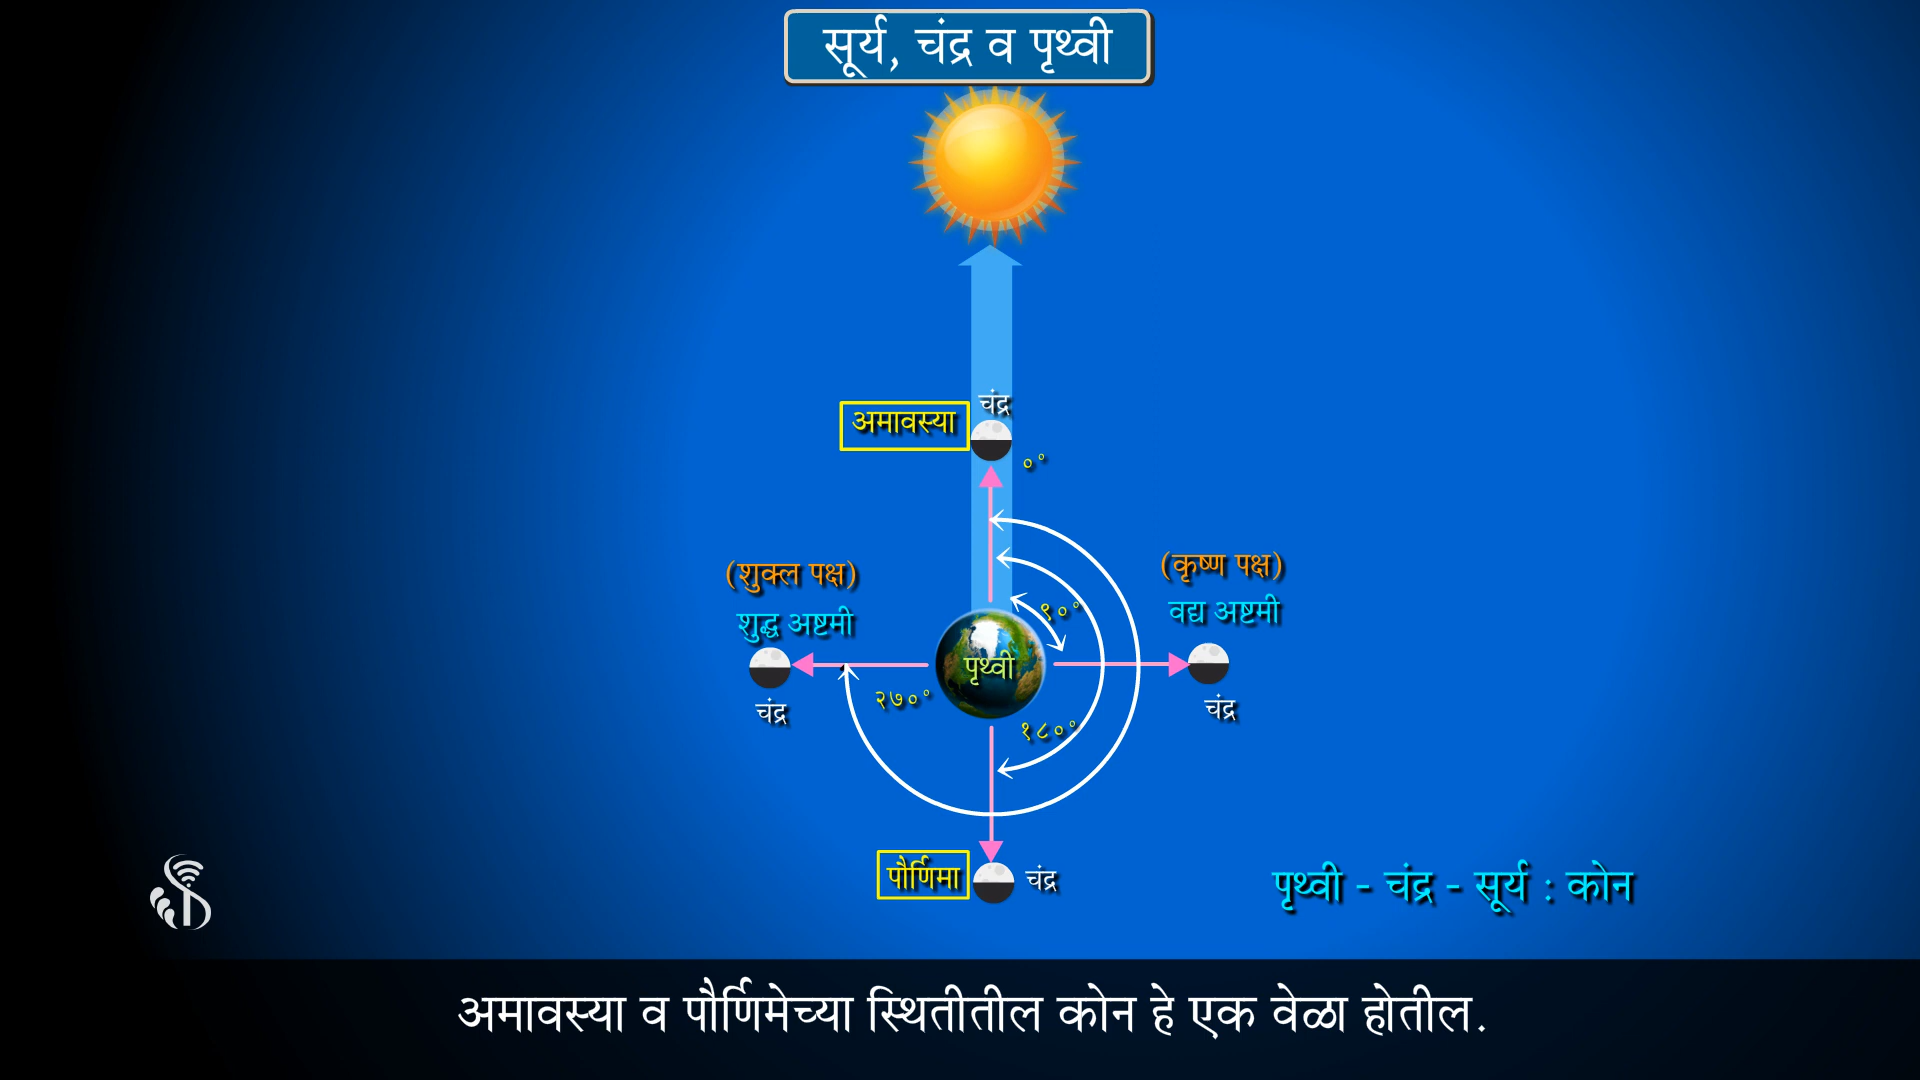 सूर्य, चंद्र व पृथ्वी
चंद्र
अमावस्या
०°
(शुक्ल पक्ष)
शुद्ध अष्टमी
(कृष्ण पक्ष)
वद्य अष्टमी
९०°
पृथ्वी
२७०°
चंद्र
चंद्र
१८०°
पौर्णिमा
चंद्र
पृथ्वी - चंद्र - सूर्य : कोन
अमावस्या व पौर्णिमेच्या स्थितीतील कोन हे एक वेळा होतील.